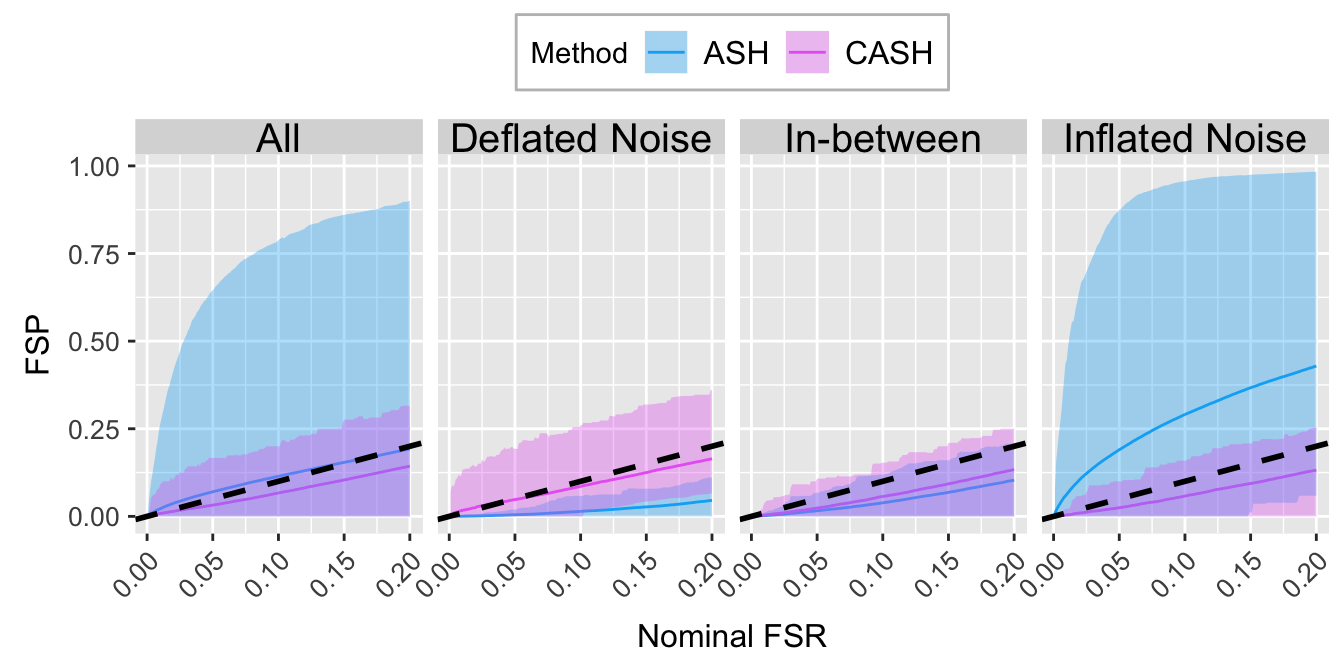 Method ASH CASH
All Deflated Noise In-between Inflated Noise
1.00
0.75
0.50
0.25
0.00
FSP
0.00 0.05 0.10 0.15 0.20 0.00 0.05 0.10 0.15 0.20 0.00 0.05 0.10 0.15 0.20 0.00 0.05 0.10 0.15 0.20
Nominal FSR